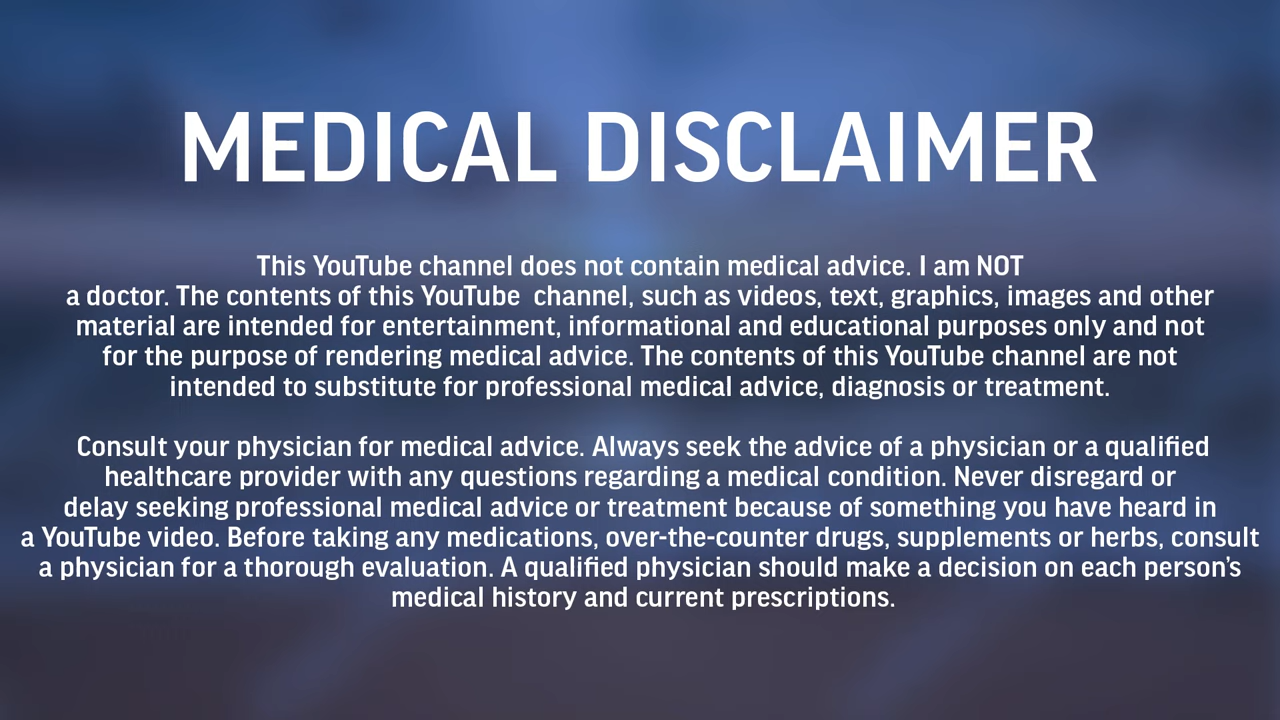 MEDICAL DISCLAIMER
This YouTube channel does not contain medical advice. I am NOT
a doctor. The contents of this YouTube  channel, such as videos, text, graphics, images and other
material are intended for entertainment, informational and educational purposes only and not
for the purpose of rendering medical advice. The contents of this YouTube channel are not
intended to substitute for professional medical advice, diagnosis or treatment.
Consult your physician for medical advice. Always seek the advice of a physician or a qualified
healthcare provider with any questions regarding a medical condition. Never disregard or
delay seeking professional medical advice or treatment because of something you have heard in
a YouTube video. Before taking any medications, over-the-counter drugs, supplements or herbs, consult
a physician for a thorough evaluation. A qualified physician should make a decision on each person’s
medical history and current prescriptions.